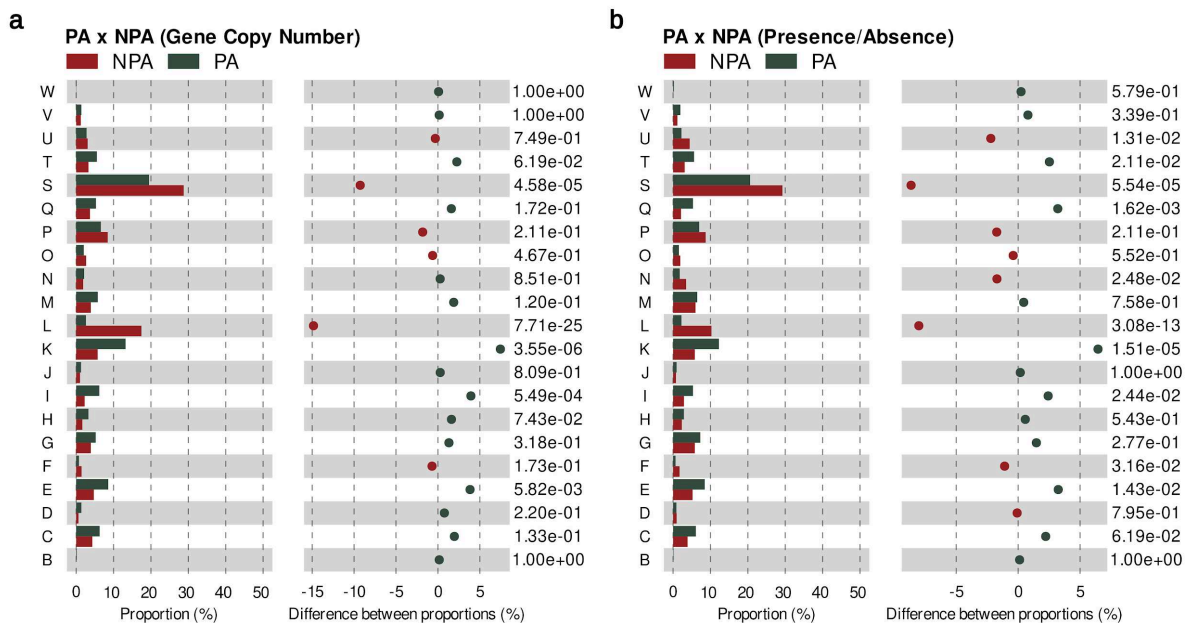 a
PA x NPA (Gene Copy Number)
NPA PA
W 1.00e+00
V 1.00e+00
U 7.49e-01
T 6.19e-02
S 4.58e-05
Q 1.72e-01
P 2.11e-01
O 4.67e-01
N 8.51e-01
M 1.20e-01
L 7.71e-25
K 3.55e-06
J 8.09e-01
I 5.49e-04
H 7.43e-02
G 3.18e-01
F 1.73e-01
E 5.82e-03
D 2.20e-01
C 1.33e-01
B 1.00e+00
0 10 20 30 40 50 -15 -10 -5 0 5
Proportion (%) Difference between proportions (%)
b
PA x NPA (Presence/Absence)
NPA PA
W 5.79e-01
V 3.39e-01
U 1.31e-02
T 2.11e-02
S 5.54e-05
Q 1.62e-03
P 2.11e-01
O 5.52e-01
N 2.48e-02
M 7.58e-01
L 3.08e-13
K 1.51e-05
J 1.00e+00
I 2.44e-02
H 5.43e-01
G 2.77e-01
F 3.16e-02
E 1.43e-02
D 7.95e-01
C 6.19e-02
B 1.00e+00
0 10 20 30 40 50 -5 0 5
Proportion (%) Difference between proportions (%)